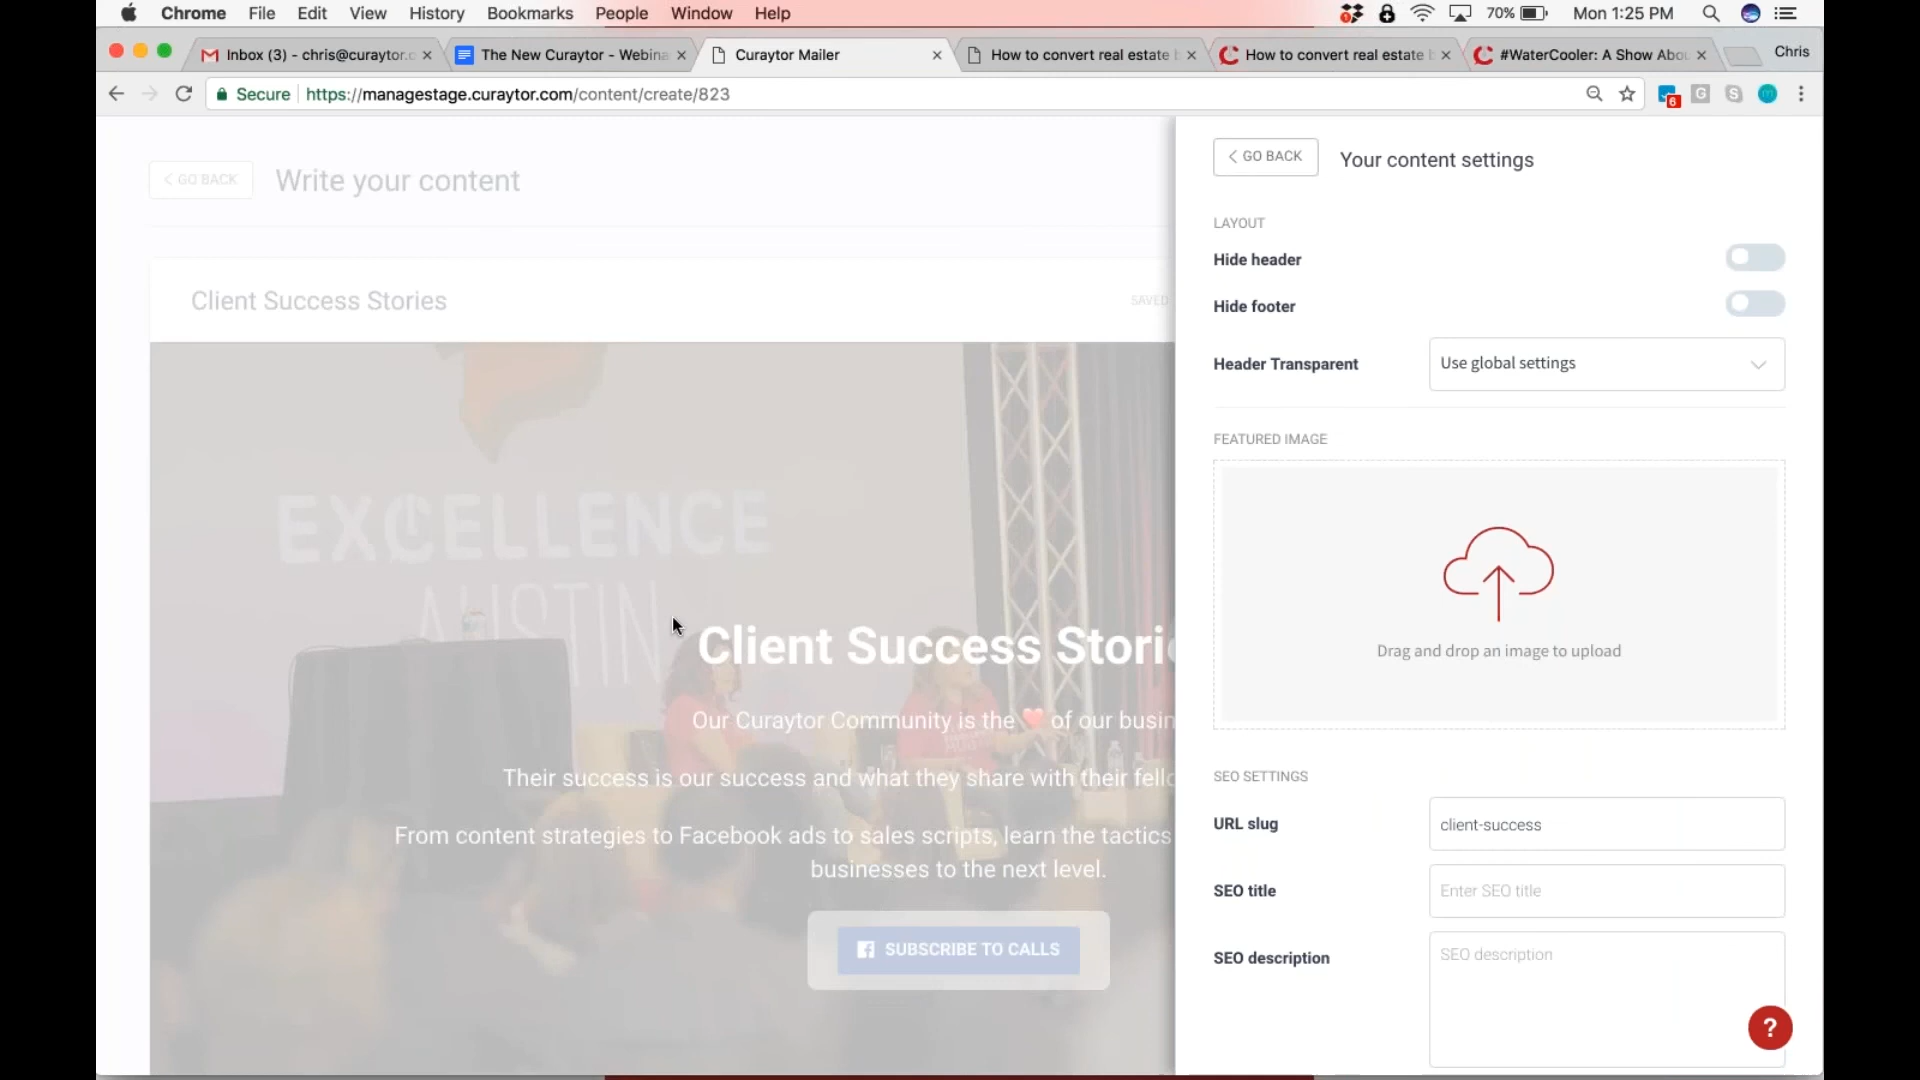 Chrome File Edit View History Bookmarks People Window Help 70% Mon 1:25 PM
Inbox (3) - chris@curaytor.c
The New Curaytor - Webina
Curaytor Mailer
How to convert real estate b
How to convert real estate b
#WaterCooler: A Show Abou
Chris
Secure https://managestage.curaytor.com/content/create/823
6 G S
GO BACK Write your content
Client Success Stories SAVED
EXCELLENCE
AUSTIN
Client Success Storie
Our Curaytor Community is the ❤ of our busin
Their success is our success and what they share with their fello
From content strategies to Facebook ads to sales scripts, learn the tactics
businesses to the next level.
SUBSCRIBE TO CALLS
GO BACK Your content settings
LAYOUT
Hide header
Hide footer
Header Transparent Use global settings
FEATURED IMAGE
Drag and drop an image to upload
SEO SETTINGS
URL slug client-success
SEO title Enter SEO title
SEO description SEO description
?